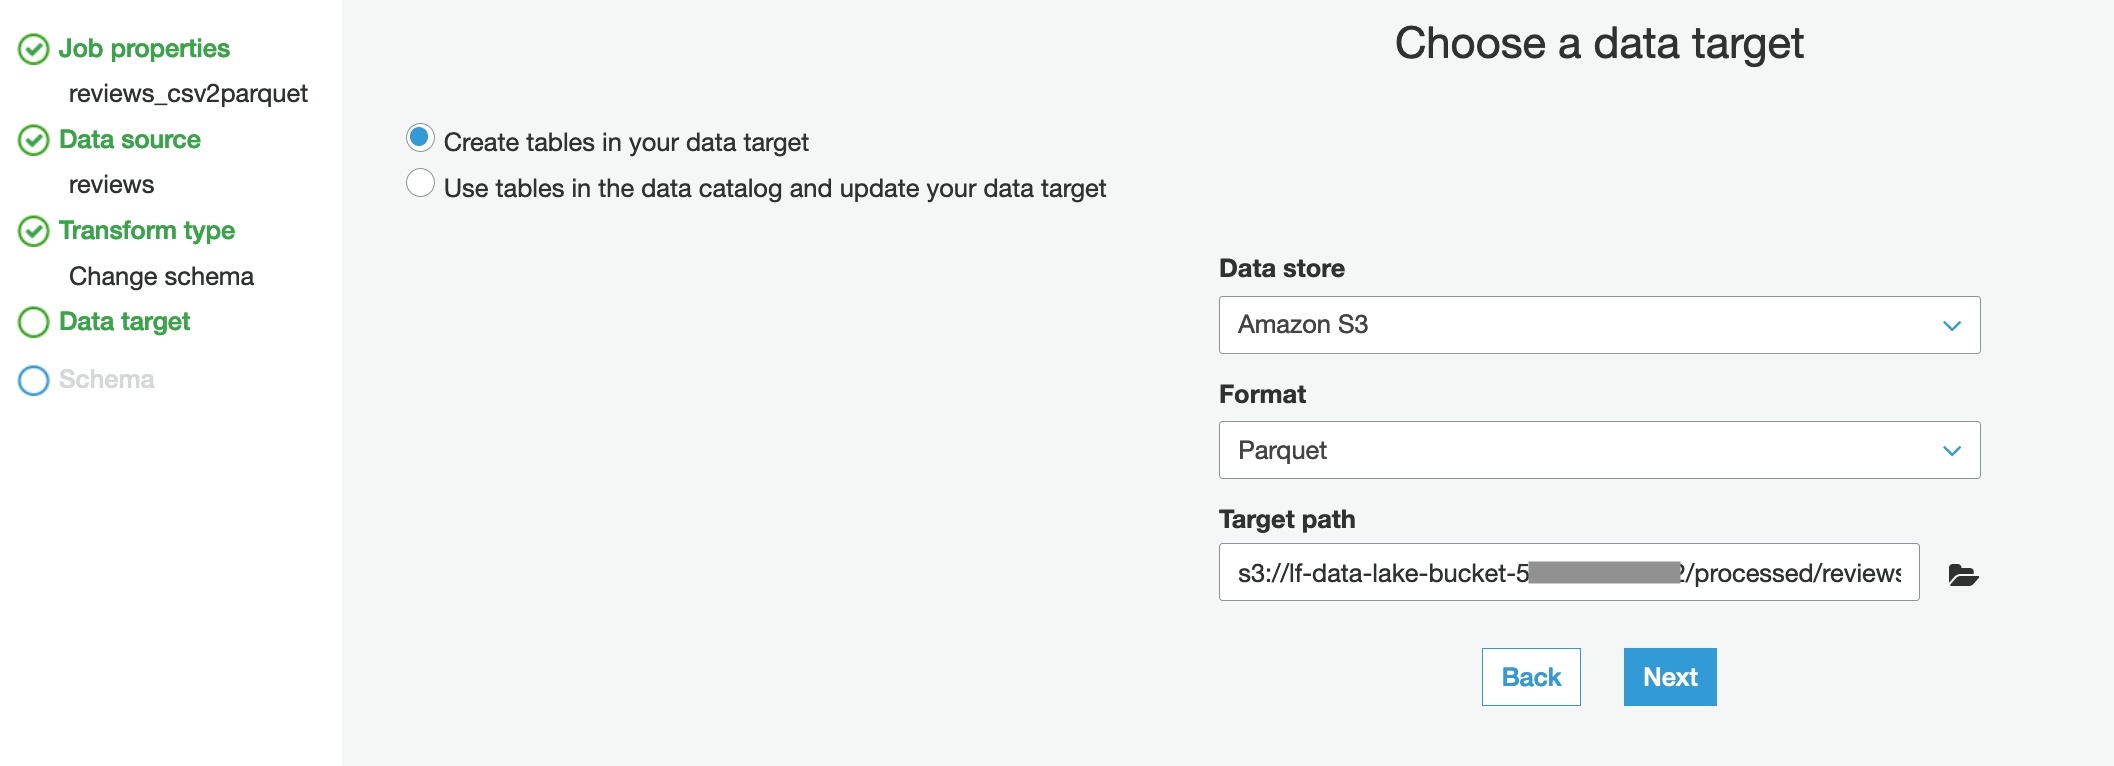 Job properties
reviews_csv2parquet
Data source
reviews
Transform type
Change schema
Data target
Schema
Choose a data target
Create tables in your data target
Use tables in the data catalog and update your data target
Data store
Amazon S3
Format
Parquet
Target path
s3://lf-data-lake-bucket-5 2/processed/reviews
Back
Next